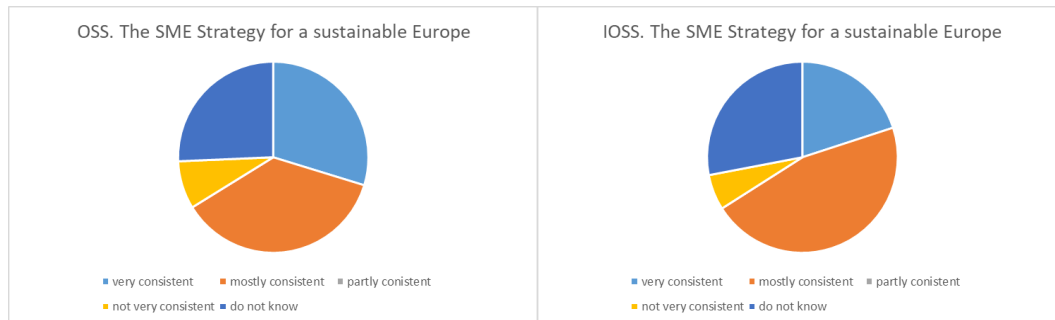 OSS. The SME Strategy for a sustainable Europe
very consistent mostly consistent partly conistent
not very consistent do not know
IOSS. The SME Strategy for a sustainable Europe
very consistent mostly consistent partly conistent
not very consistent do not know